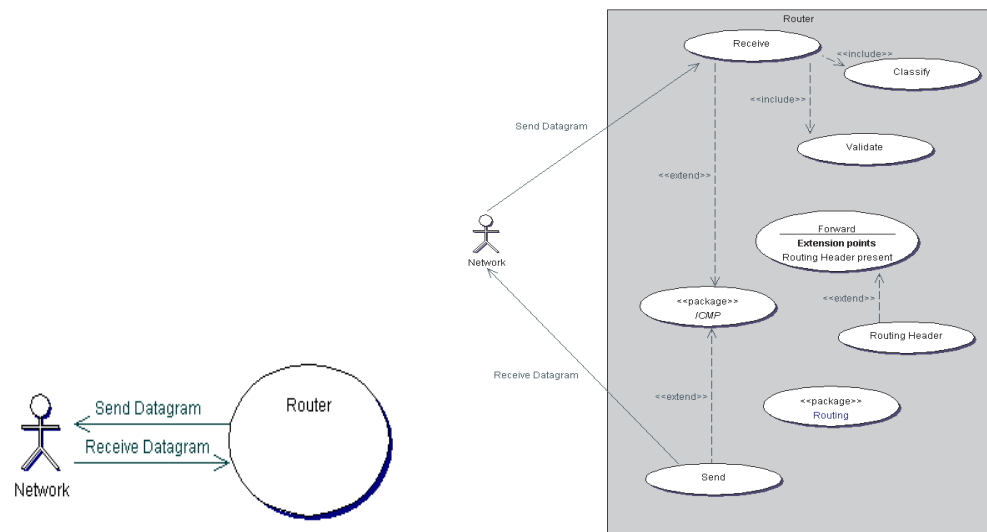 Router
Receive
<<include>>
Classify
<<include>>
Send Datagram
Validate
<<extend>>
Forward
Extension points
Routing Header present
Network
<<package>>
ICMP
<<extend>>
Routing Header
Receive Datagram
<<extend>>
<<package>>
Routing
Send
Send Datagram
Router
Receive Datagram
Network